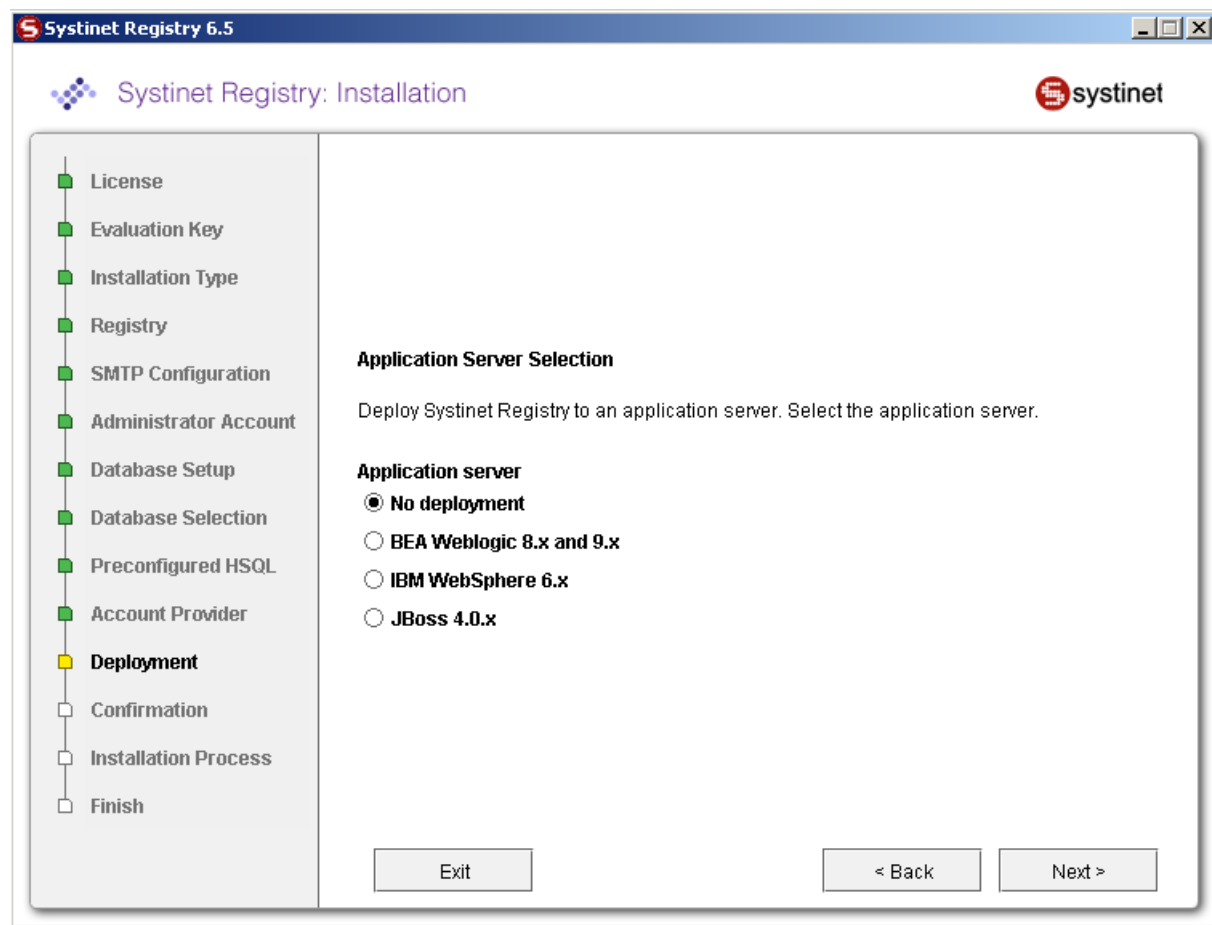 Systinet Registry 6.5
Systinet Registry: Installation
systinet
License
Evaluation Key
Installation Type
Registry
SMTP Configuration
Administrator Account
Database Setup
Database Selection
Preconfigured HSQL
Account Provider
Deployment
Confirmation
Installation Process
Finish
Application Server Selection
Deploy Systinet Registry to an application server. Select the application server.
Application server
No deployment
BEA Weblogic 8.x and 9.x
IBM WebSphere 6.x
JBoss 4.0.x
Exit
< Back
Next >